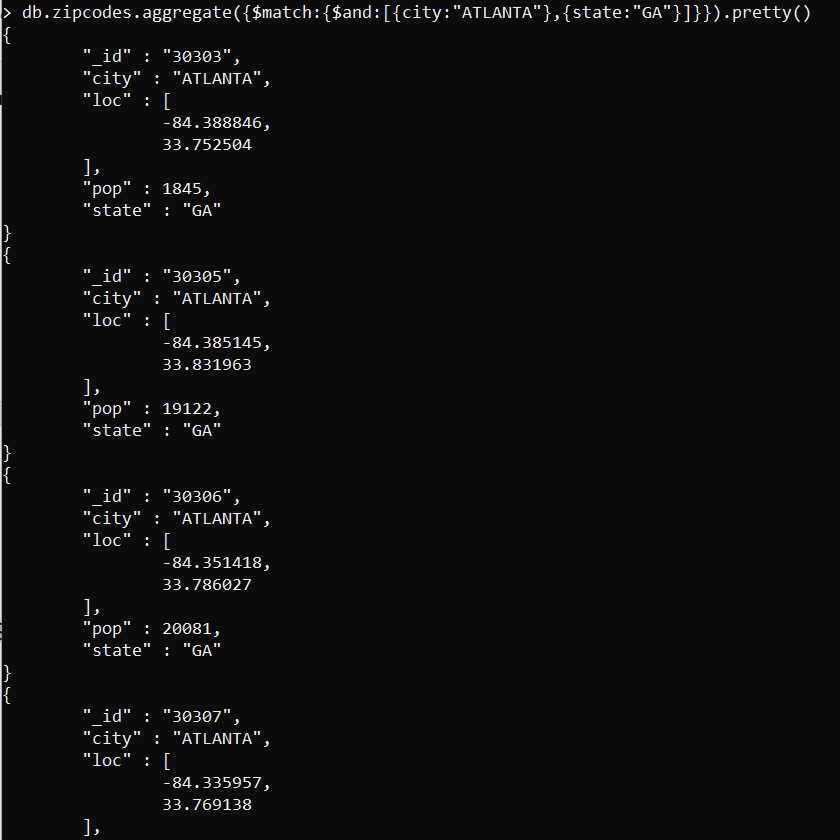 > db.zipcodes.aggregate({$match:{$and:[{city:"ATLANTA"},{state:"GA"}]}}).pretty()
{
        "_id" : "30303",
        "city" : "ATLANTA",
        "loc" : [
                -84.388846,
                33.752504
        ],
        "pop" : 1845,
        "state" : "GA"
}
{
        "_id" : "30305",
        "city" : "ATLANTA",
        "loc" : [
                -84.385145,
                33.831963
        ],
        "pop" : 19122,
        "state" : "GA"
}
{
        "_id" : "30306",
        "city" : "ATLANTA",
        "loc" : [
                -84.351418,
                33.786027
        ],
        "pop" : 20081,
        "state" : "GA"
}
{
        "_id" : "30307",
        "city" : "ATLANTA",
        "loc" : [
                -84.335957,
                33.769138
        ],